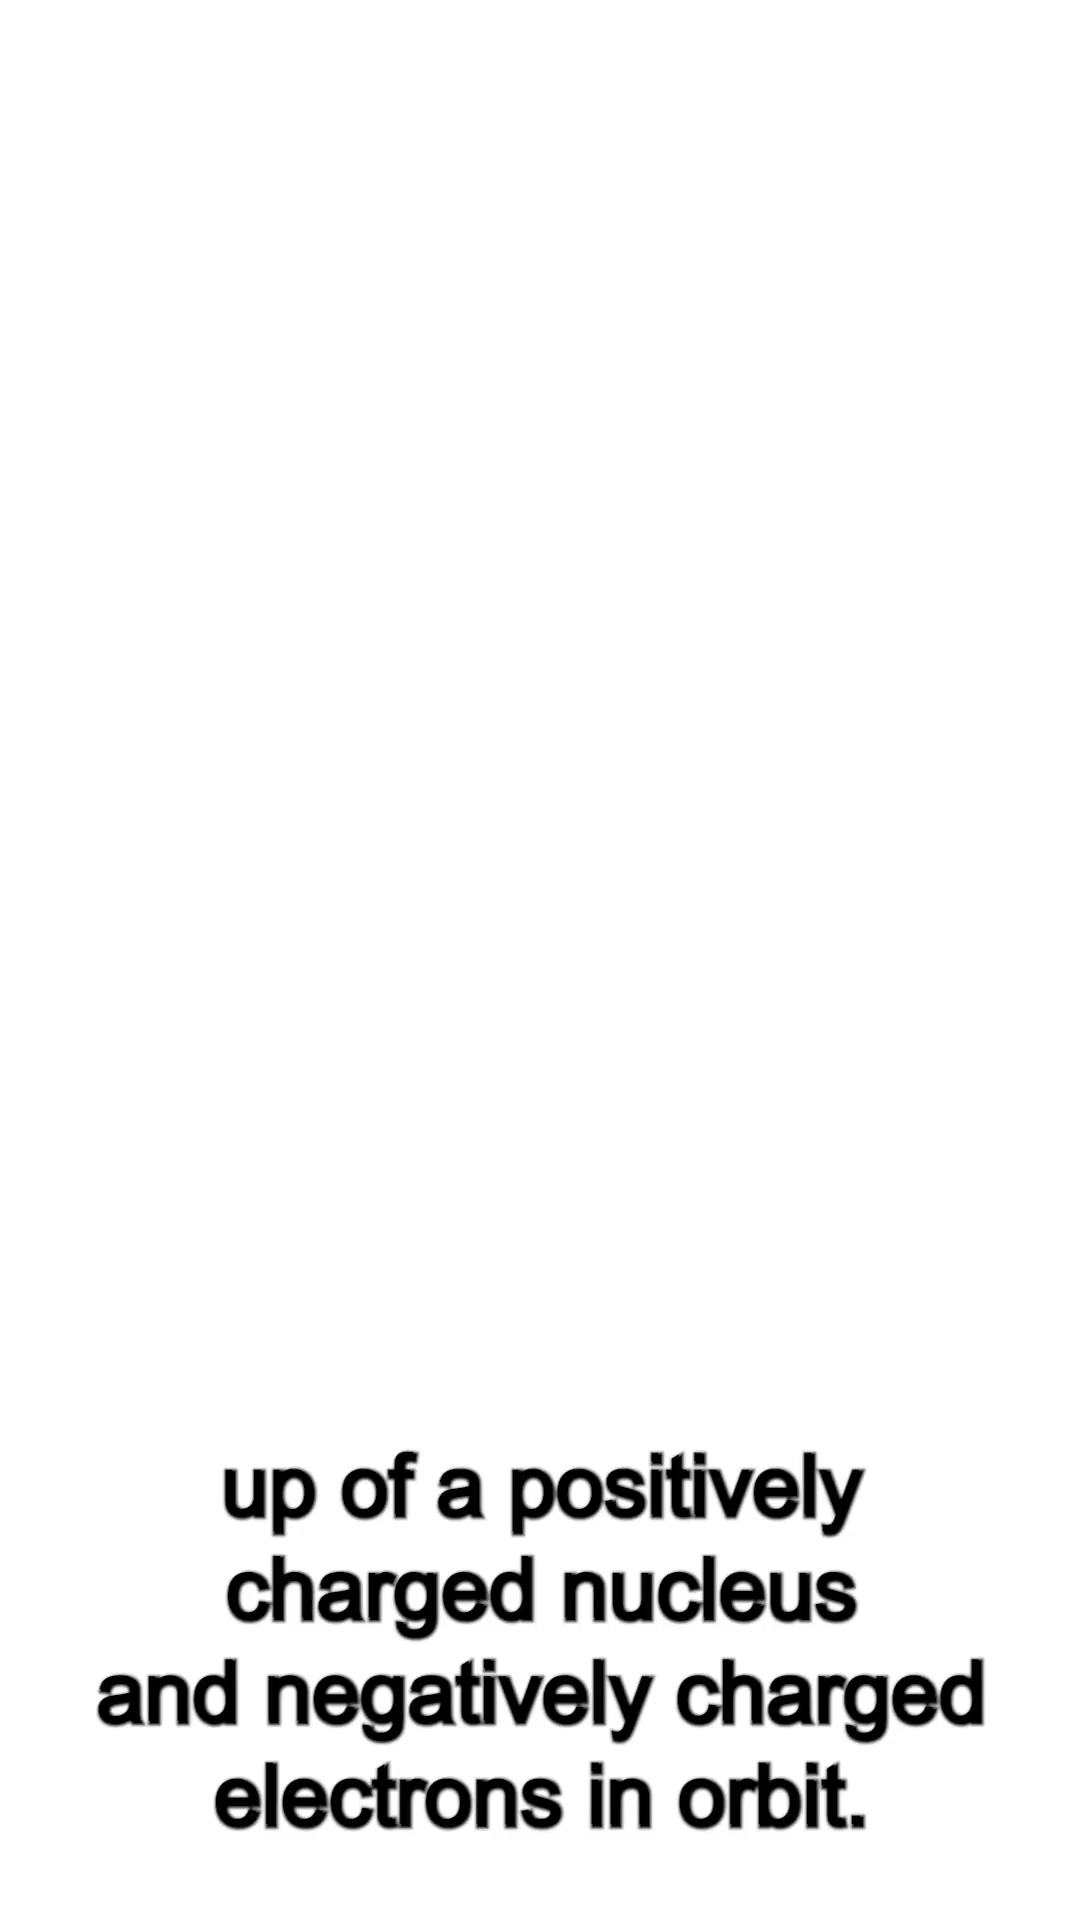 up of a positively
charged nucleus
and negatively charged
electrons in orbit.